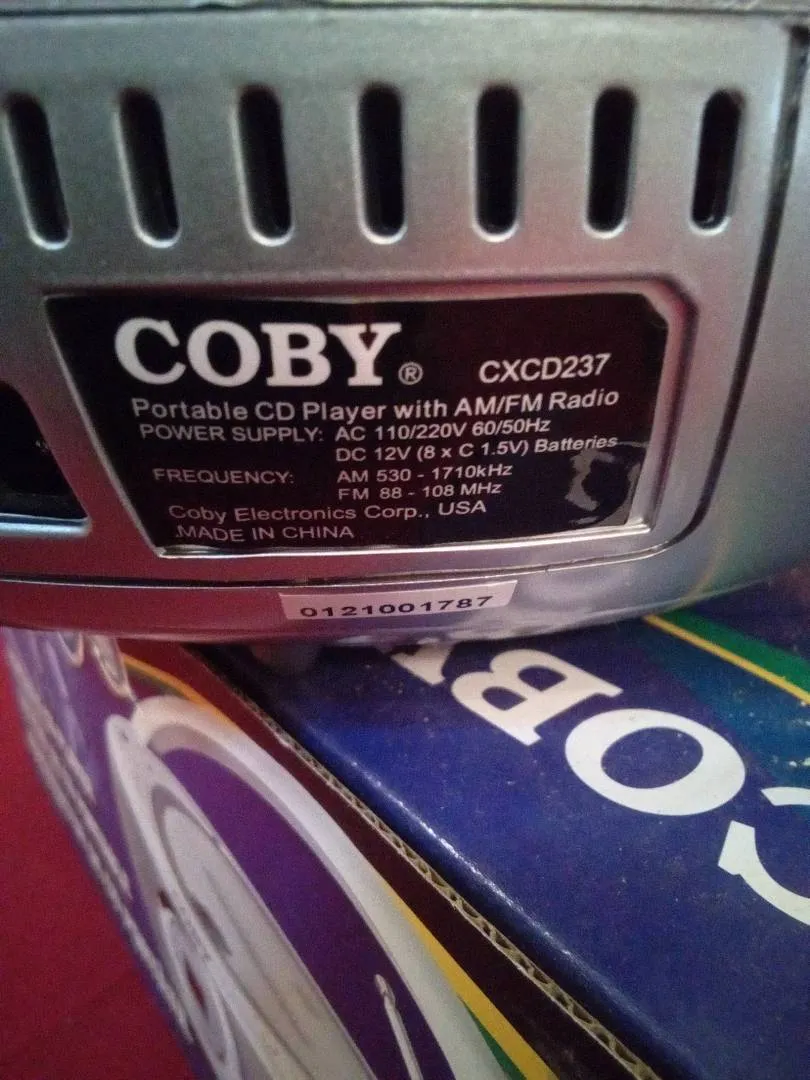 COBY® CXCD237
Portable CD Player with AM/FM Radio
POWER SUPPLY: AC 110/220V 60/50Hz
DC 12V (8 x C 1.5V) Batteries
FREQUENCY: AM 530 - 1710kHz
FM 88 - 108 MHz
Coby Electronics Corp., USA
MADE IN CHINA
0121001787
COBY